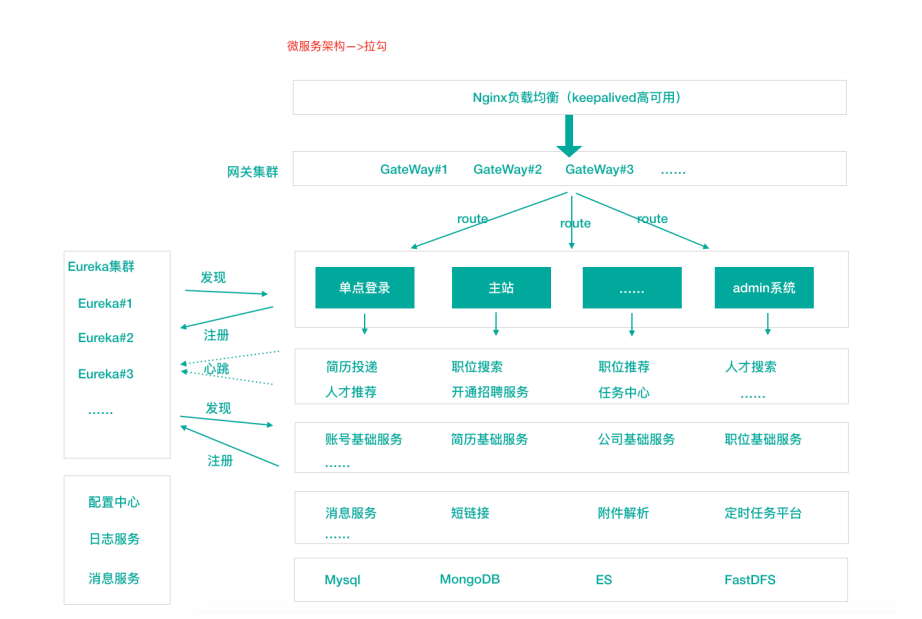 微服务架构—>拉勾
Nginx负载均衡（keepalived高可用）
网关集群
GateWay#1 GateWay#2 GateWay#3 ......
route route route
Eureka集群
Eureka#1
Eureka#2
Eureka#3
......
发现
注册
心跳
发现
注册
单点登录 主站 ...... admin系统
简历投递 职位搜索 职位推荐 人才搜索
人才推荐 开通招聘服务 任务中心 ......
账号基础服务 简历基础服务 公司基础服务 职位基础服务
......
配置中心
日志服务
消息服务
消息服务 短链接 附件解析 定时任务平台
......
Mysql MongoDB ES FastDFS